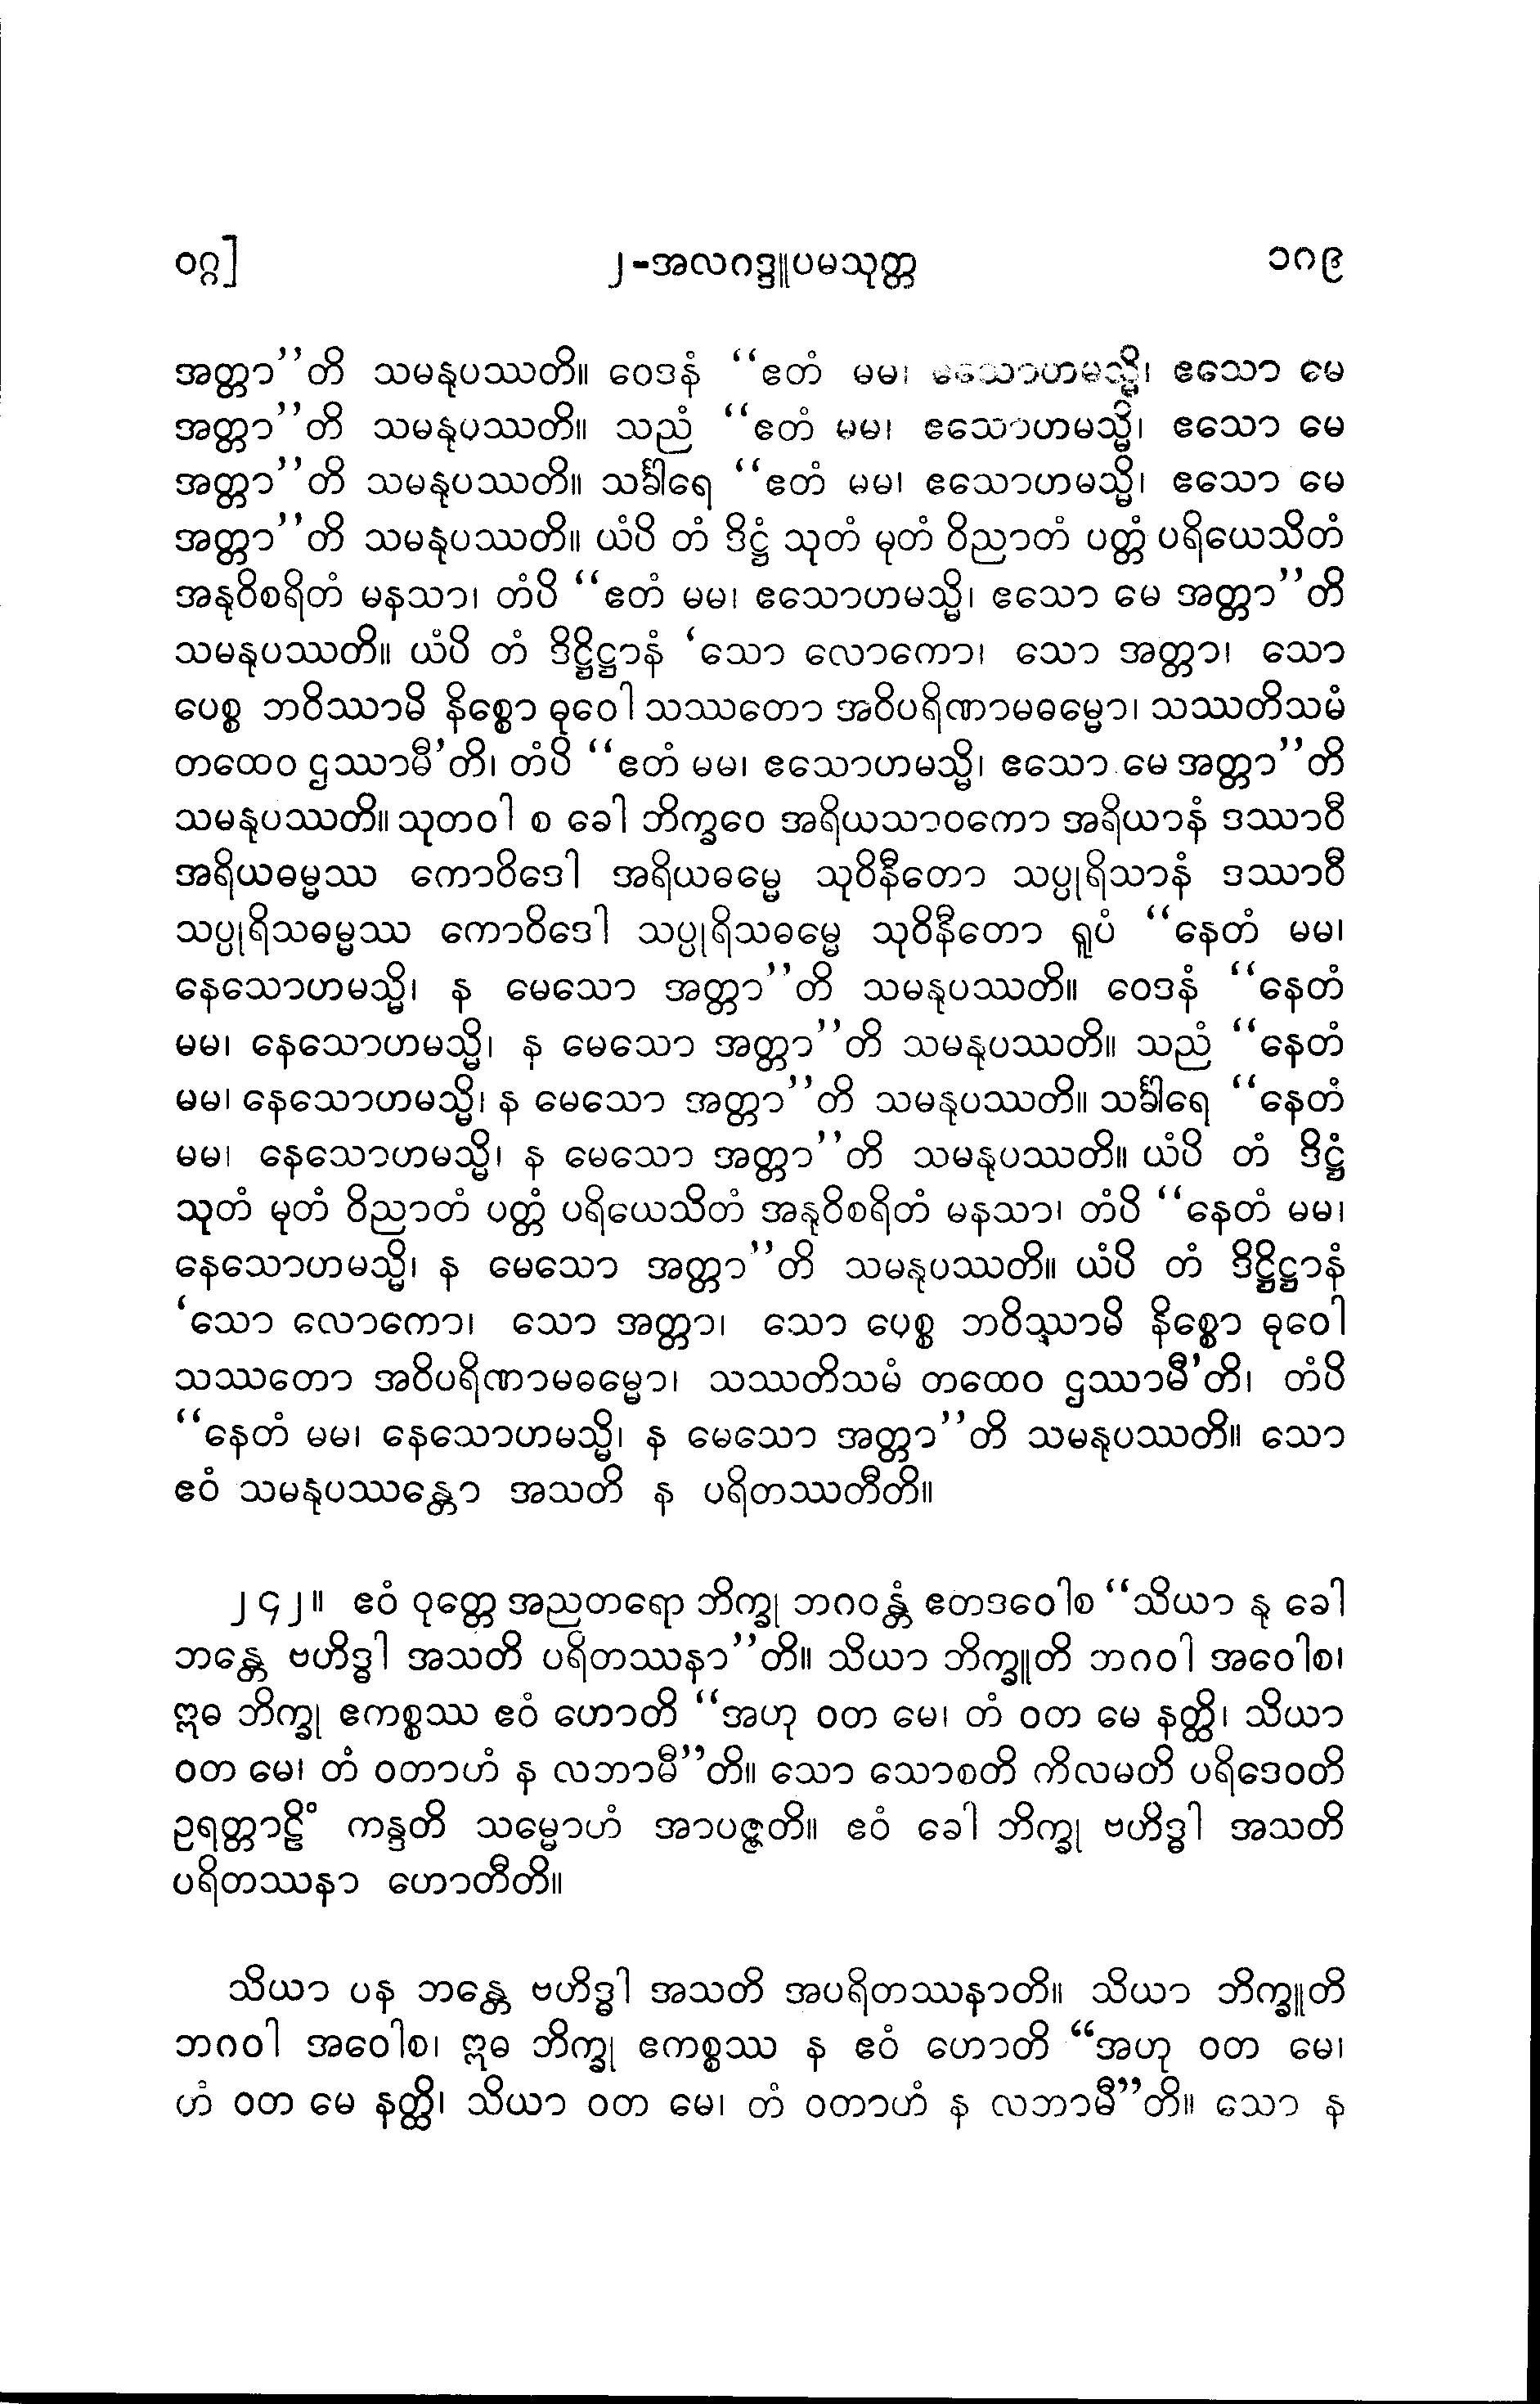 ဝဂ္ဂ] ၂-အလဂဒ္ဒူပမသုတ္တ ၁ဂ၉
အတ္တာ’’တိ သမနုပဿတိ။ ဝေဒနံ ‘‘ဧတံ မမ၊ ဧသောဟမသ္မိ၊ ဧသော မေ
အတ္တာ’’တိ သမနုပဿတိ။ သညံ ‘‘ဧတံ မမ၊ ဧသောဟမသ္မိ၊ ဧသော မေ
အတ္တာ’’တိ သမနုပဿတိ။ သင်္ခါရေ ‘‘ဧတံ မမ၊ ဧသောဟမသ္မိ၊ ဧသော မေ
အတ္တာ’’တိ သမနုပဿတိ။ ယံပိ တံ ဒိဋ္ဌံ သုတံ မုတံ ဝိညာတံ ပတ္တံ ပရိယေသိတံ
အနုဝိစရိတံ မနသာ၊ တံပိ ‘‘ဧတံ မမ၊ ဧသောဟမသ္မိ၊ ဧသော မေ အတ္တာ’’တိ
သမနုပဿတိ။ ယံပိ တံ ဒိဋ္ဌိဋ္ဌာနံ ‘သော လောကော၊ သော အတ္တာ၊ သော
ပေစ္စ ဘဝိဿာမိ နိစ္စော ဓုဝေါ သဿတော အဝိပရိဏာမဓမ္မော၊ သဿတိသမံ
တထေဝ ဌဿာမီ’တိ၊ တံပိ ‘‘ဧတံ မမ၊ ဧသောဟမသ္မိ၊ ဧသော မေ အတ္တာ’’တိ
သမနုပဿတိ။ သုတဝါ စ ခေါ ဘိက္ခဝေ အရိယသာဝကော အရိယာနံ ဒဿာဝီ
အရိယဓမ္မဿ ကောဝိဒေါ အရိယဓမ္မေ သုဝိနီတော သပ္ပုရိသာနံ ဒဿာဝီ
သပ္ပုရိသဓမ္မဿ ကောဝိဒေါ သပ္ပုရိသဓမ္မေ သုဝိနီတော ရူပံ ‘‘နေတံ မမ၊
နေသောဟမသ္မိ၊ န မေသော အတ္တာ’’တိ သမနုပဿတိ။ ဝေဒနံ ‘‘နေတံ
မမ၊ နေသောဟမသ္မိ၊ န မေသော အတ္တာ’’တိ သမနုပဿတိ။ သညံ ‘‘နေတံ
မမ၊ နေသောဟမသ္မိ၊ န မေသော အတ္တာ’’တိ သမနုပဿတိ။ သင်္ခါရေ ‘‘နေတံ
မမ၊ နေသောဟမသ္မိ၊ န မေသော အတ္တာ’’တိ သမနုပဿတိ။ ယံပိ တံ ဒိဋ္ဌံ
သုတံ မုတံ ဝိညာတံ ပတ္တံ ပရိယေသိတံ အနုဝိစရိတံ မနသာ၊ တံပိ ‘‘နေတံ မမ၊
နေသောဟမသ္မိ၊ န မေသော အတ္တာ’’တိ သမနုပဿတိ။ ယံပိ တံ ဒိဋ္ဌိဋ္ဌာနံ
‘သော လောကော၊ သော အတ္တာ၊ သော ပေစ္စ ဘဝိဿာမိ နိစ္စော ဓုဝေါ
သဿတော အဝိပရိဏာမဓမ္မော၊ သဿတိသမံ တထေဝ ဌဿာမီ’တိ၊ တံပိ
‘‘နေတံ မမ၊ နေသောဟမသ္မိ၊ န မေသော အတ္တာ’’တိ သမနုပဿတိ။ သော
ဧဝံ သမနုပဿန္တော အသတိ န ပရိတဿတီတိ။
၂၄၂။ ဧဝံ ဝုတ္တေ အညတရော ဘိက္ခု ဘဂဝန္တံ ဧတဒဝေါစ ‘‘သိယာ နု ခေါ
ဘန္တေ ဗဟိဒ္ဓါ အသတိ ပရိတဿနာ’’တိ။ သိယာ ဘိက္ခူတိ ဘဂဝါ အဝေါစ၊
ဣဓ ဘိက္ခု ဧကစ္စဿ ဧဝံ ဟောတိ ‘‘အဟု ဝတ မေ၊ တံ ဝတ မေ နတ္ထိ၊ သိယာ
ဝတ မေ၊ တံ ဝတာဟံ န လဘာမီ’’တိ။ သော သောစတိ ကိလမတိ ပရိဒေဝတိ
ဥရတ္တာဠိံ ကန္ဒတိ သမ္မောဟံ အာပဇ္ဇတိ။ ဧဝံ ခေါ ဘိက္ခု ဗဟိဒ္ဓါ အသတိ
ပရိတဿနာ ဟောတီတိ။
သိယာ ပန ဘန္တေ ဗဟိဒ္ဓါ အသတိ အပရိတဿနာတိ။ သိယာ ဘိက္ခူတိ
ဘဂဝါ အဝေါစ၊ ဣဓ ဘိက္ခု ဧကစ္စဿ န ဧဝံ ဟောတိ ‘‘အဟု ဝတ မေ၊
ဟံ ဝတ မေ နတ္ထိ၊ သိယာ ဝတ မေ၊ တံ ဝတာဟံ န လဘာမီ’’တိ။ သော န